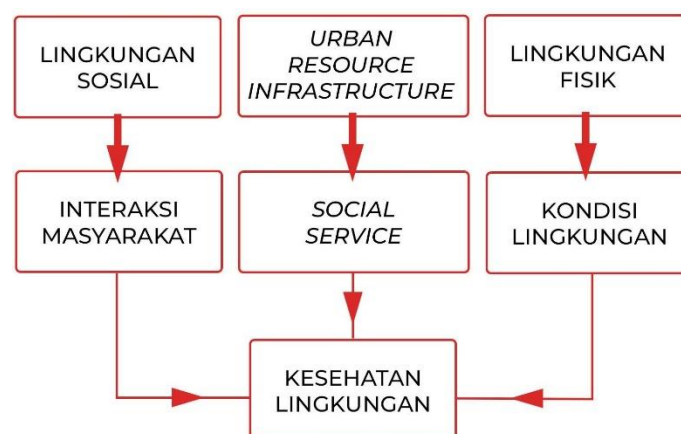 LINGKUNGAN
SOSIAL
URBAN
RESOURCE
INFRASTRUCTURE
LINGKUNGAN
FISIK
INTERAKSI
MASYARAKAT
SOCIAL
SERVICE
KONDISI
LINGKUNGAN
KESEHATAN
LINGKUNGAN